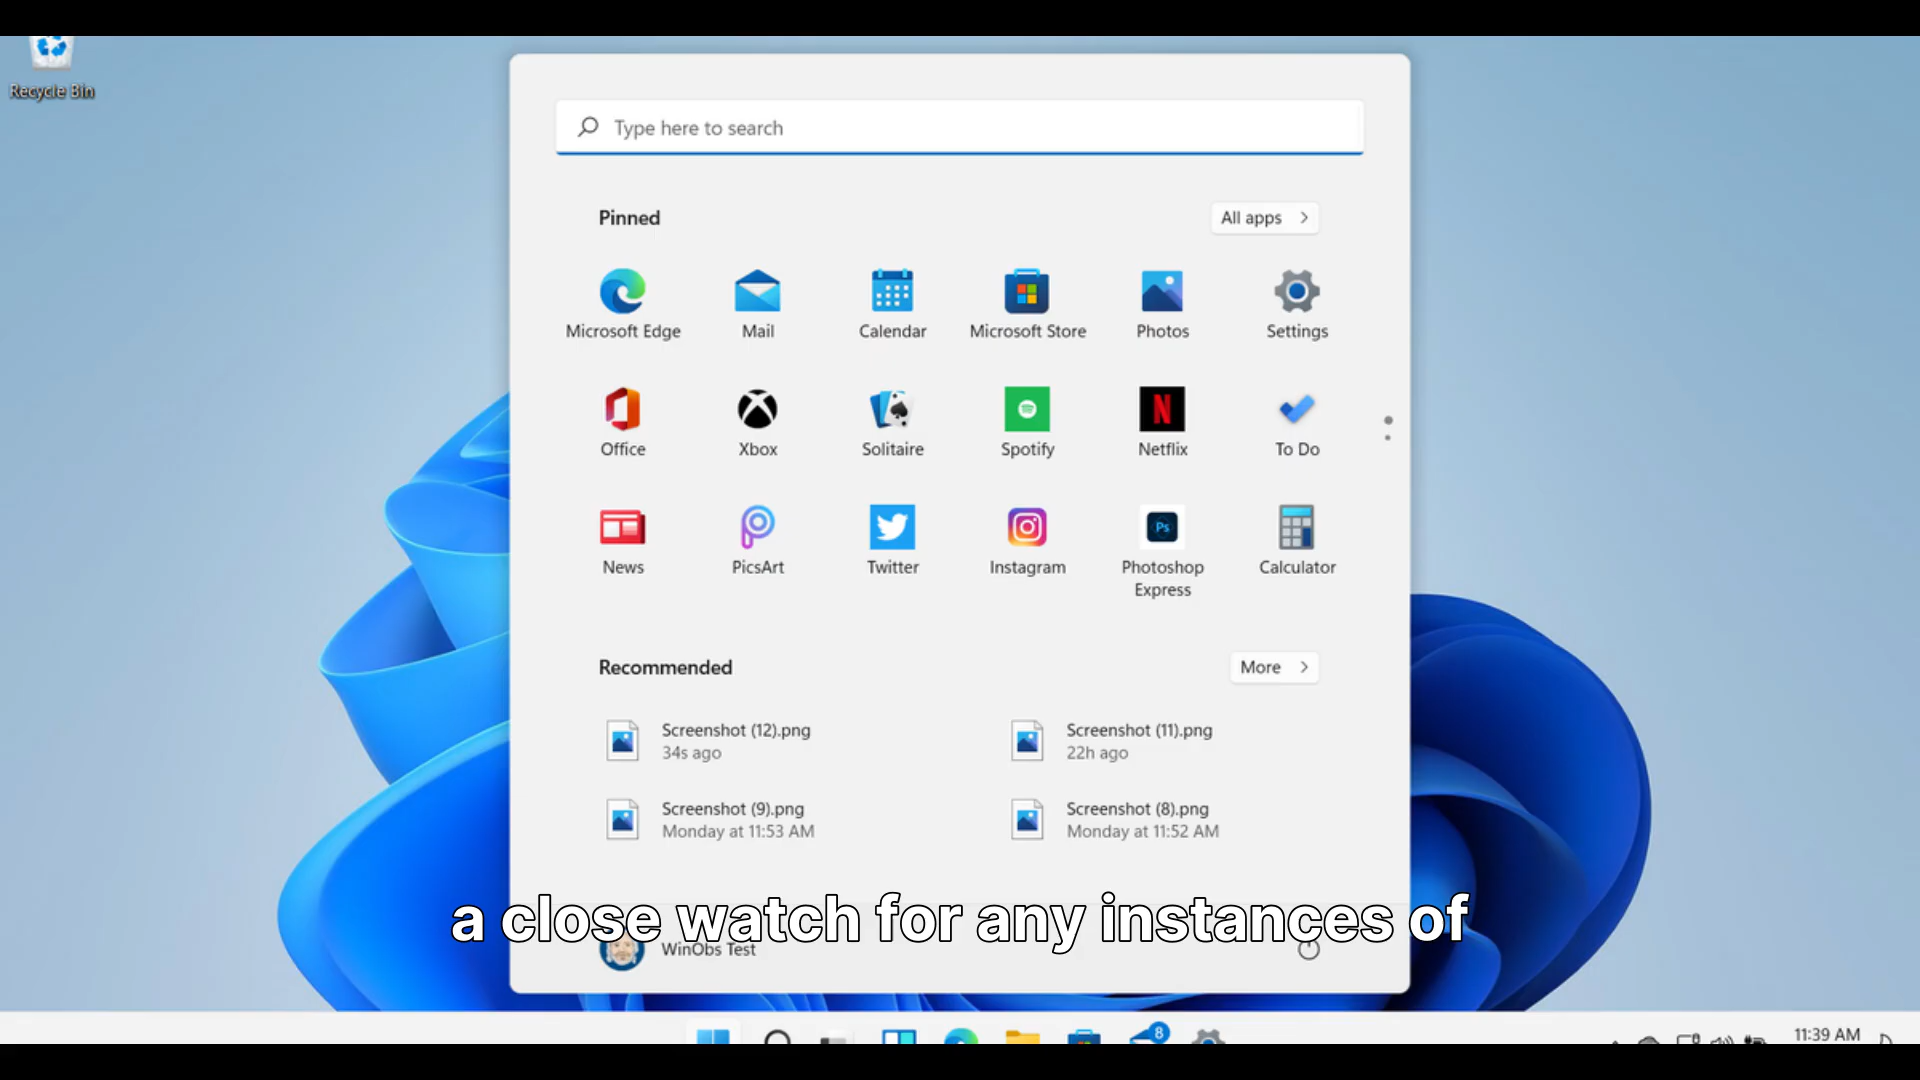 Recycle Bin
Type here to search
Pinned
All apps
Microsoft Edge
Mail
Calendar
Microsoft Store
Photos
Settings
Office
Xbox
Solitaire
Spotify
Netflix
To Do
News
PicsArt
Twitter
Instagram
Ps
Photoshop
Express
Calculator
Recommended
More
Screenshot (12).png
34s ago
Screenshot (11).png
22h ago
Screenshot (9).png
Monday at 11:53 AM
Screenshot (8).png
Monday at 11:52 AM
a close watch for any instances of
WinObs Test
8
11:39 AM